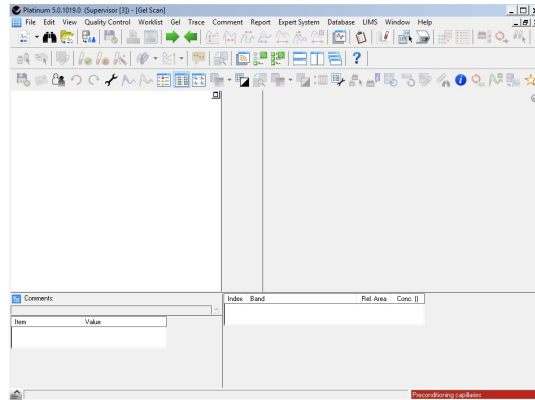 Platinum 5.0.1019.0 (Supervisor [3]) - [Gel Scan]
File Edit View Quality Control Worklist Gel Trace Comment Report Expert System Database LIMS Window Help
Comments:
Item Value
Index Band Rel. Area Conc. ()
Preconditioning capillaries